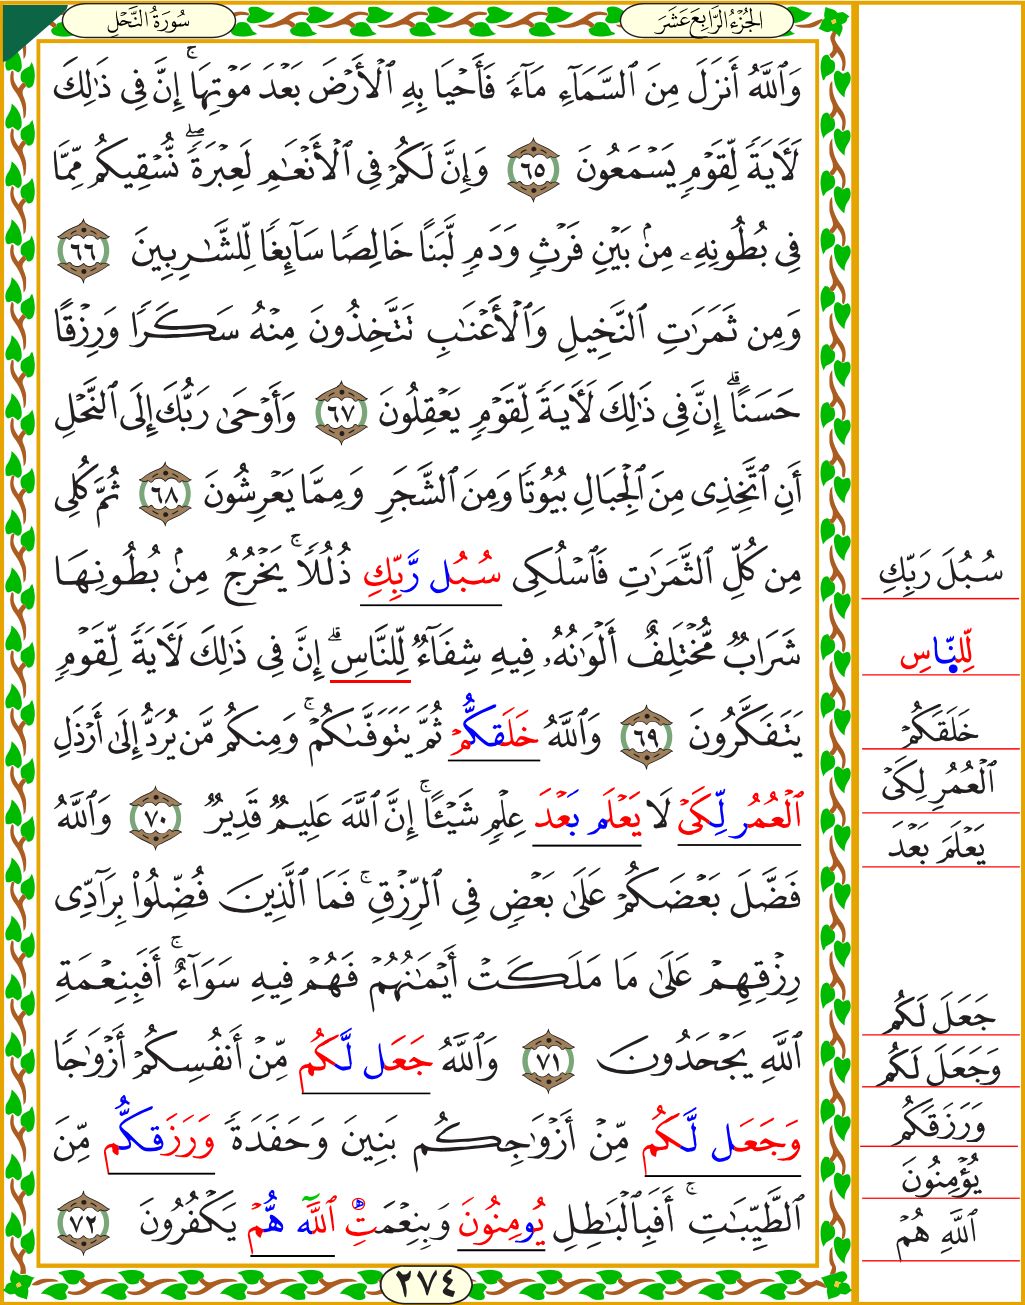 سُورَةُ النَّحْلِ
الجُزْءُ الرَّابِعَ عَشَرَ
وَٱللَّهُ أَنزَلَ مِنَ ٱلسَّمَآءِ مَآءً فَأَحْيَا بِهِ ٱلْأَرْضَ بَعْدَ مَوْتِهَآ ۚ إِنَّ فِى ذَٰلِكَ
لَـَٔايَةً لِّقَوْمٍ يَسْمَعُونَ ٦٥ وَإِنَّ لَكُمْ فِى ٱلْأَنْعَـٰمِ لَعِبْرَةً ۖ نُّسْقِيكُم مِّمَّا
فِى بُطُونِهِۦ مِنۢ بَيْنِ فَرْثٍ وَدَمٍ لَّبَنًا خَالِصًا سَآئِغًا لِّلشَّـٰرِبِينَ ٦٦
وَمِن ثَمَرَٰتِ ٱلنَّخِيلِ وَٱلْأَعْنَـٰبِ تَتَّخِذُونَ مِنْهُ سَكَرًا وَرِزْقًا
حَسَنًا ۗ إِنَّ فِى ذَٰلِكَ لَـَٔايَةً لِّقَوْمٍ يَعْقِلُونَ ٦٧ وَأَوْحَىٰ رَبُّكَ إِلَى ٱلنَّحْلِ
أَنِ ٱتَّخِذِى مِنَ ٱلْجِبَالِ بُيُوتًا وَمِنَ ٱلشَّجَرِ وَمِمَّا يَعْرِشُونَ ٦٨ ثُمَّ كُلِى
مِن كُلِّ ٱلثَّمَرَٰتِ فَٱسْلُكِى سُبُل رَّبِّكِ ذُلُلًا ۚ يَخْرُجُ مِنۢ بُطُونِهَا
شَرَابٌ مُّخْتَلِفٌ أَلْوَٰنُهُۥ فِيهِ شِفَآءٌ لِّلنَّاسِ ۗ إِنَّ فِى ذَٰلِكَ لَـَٔايَةً لِّقَوْمٍ
يَتَفَكَّرُونَ ٦٩ وَٱللَّهُ خَلَقكُّمْ ثُمَّ يَتَوَفَّىٰكُمْ ۚ وَمِنكُم مَّن يُرَدُّ إِلَىٰٓ أَرْذَلِ
ٱلْعُمُر لِّكَىْ لَا يَعْلَم بَعْدَ عِلْمٍ شَيْـًٔا ۚ إِنَّ ٱللَّهَ عَلِيمٌ قَدِيرٌ ٧٠ وَٱللَّهُ
فَضَّلَ بَعْضَكُمْ عَلَىٰ بَعْضٍ فِى ٱلرِّزْقِ ۚ فَمَا ٱلَّذِينَ فُضِّلُوا۟ بِرَآدِّى
رِزْقِهِمْ عَلَىٰ مَا مَلَكَتْ أَيْمَـٰنُهُمْ فَهُمْ فِيهِ سَوَآءٌ ۚ أَفَبِنِعْمَةِ
ٱللَّهِ يَجْحَدُونَ ٧١ وَٱللَّهُ جَعَل لَّكُم مِّنْ أَنفُسِكُمْ أَزْوَٰجًا
وَجَعَل لَّكُم مِّنْ أَزْوَٰجِكُم بَنِينَ وَحَفَدَةً وَرَزَقكُّم مِّنَ
ٱلطَّيِّبَـٰتِ ۚ أَفَبِٱلْبَـٰطِلِ يُومِنُونَ وَبِنِعْمَتِ ٱللَّه هُّمْ يَكْفُرُونَ ٧٢
سُبُلَ رَبِّكِ
لِّلنَّاسِ
خَلَقَكُمْ
ٱلْعُمُرِ لِكَىْ
يَعْلَمَ بَعْدَ
جَعَلَ لَكُم
وَجَعَلَ لَكُم
وَرَزَقَكُم
يُؤْمِنُونَ
ٱللَّهِ هُمْ
٢٧٤